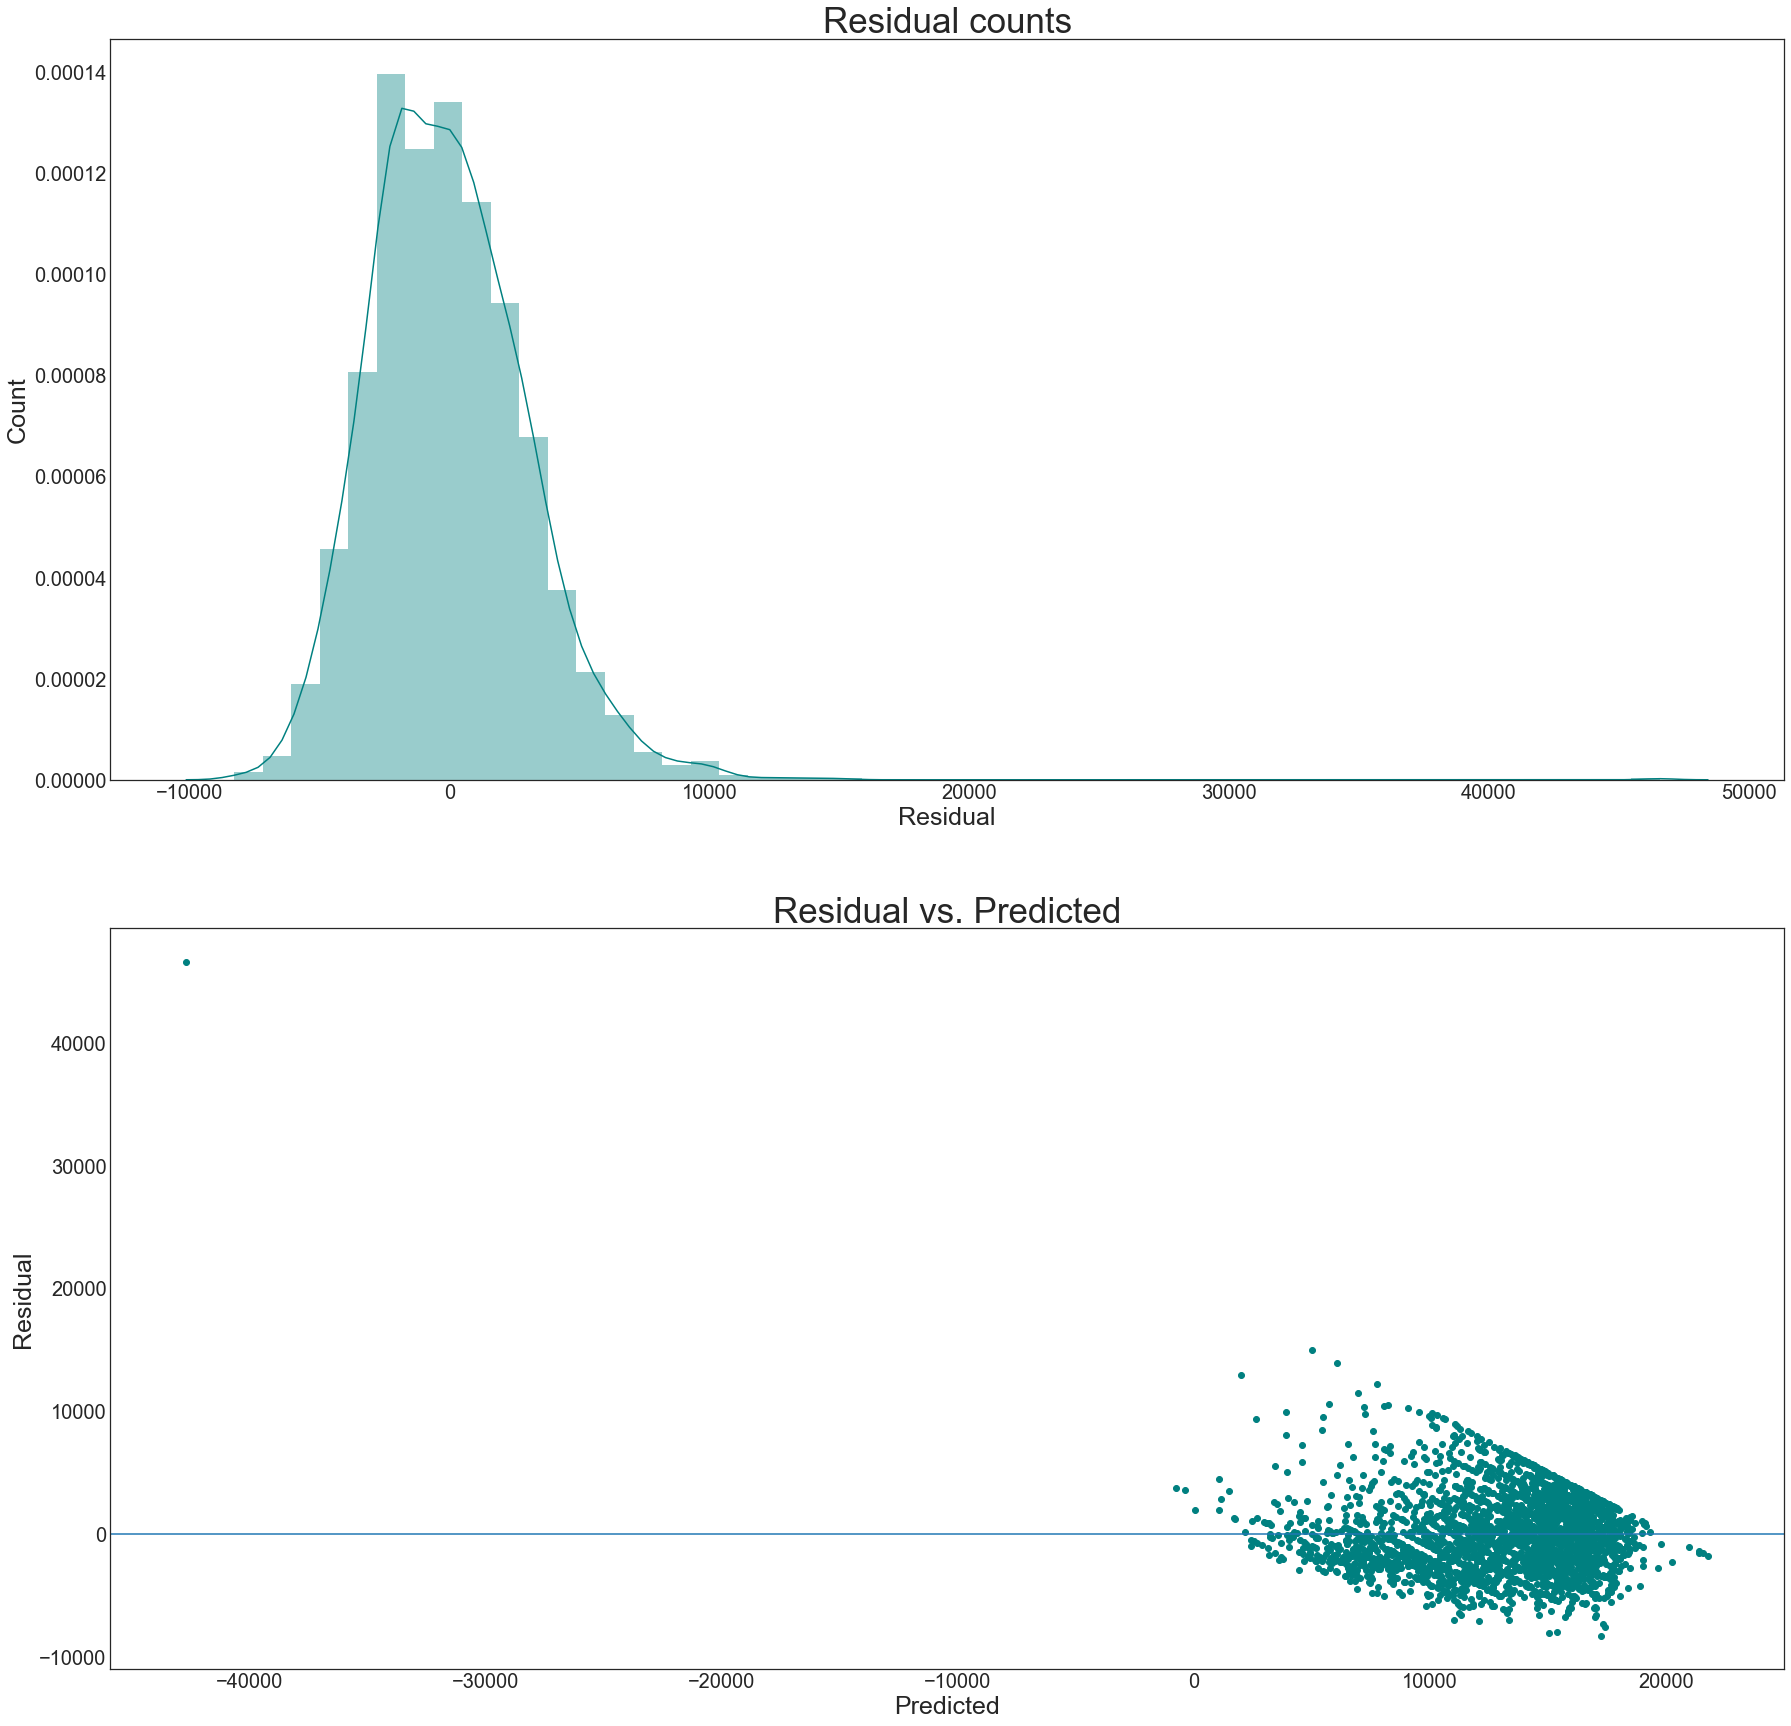 Residual counts
0.00014
0.00012
0.00010
0.00008
0.00006
0.00004
0.00002
0.00000
Count
−10000 0 10000 20000 30000 40000 50000
Residual
Residual vs. Predicted
40000
30000
20000
10000
0
−10000
Residual
−40000 −30000 −20000 −10000 0 10000 20000
Predicted